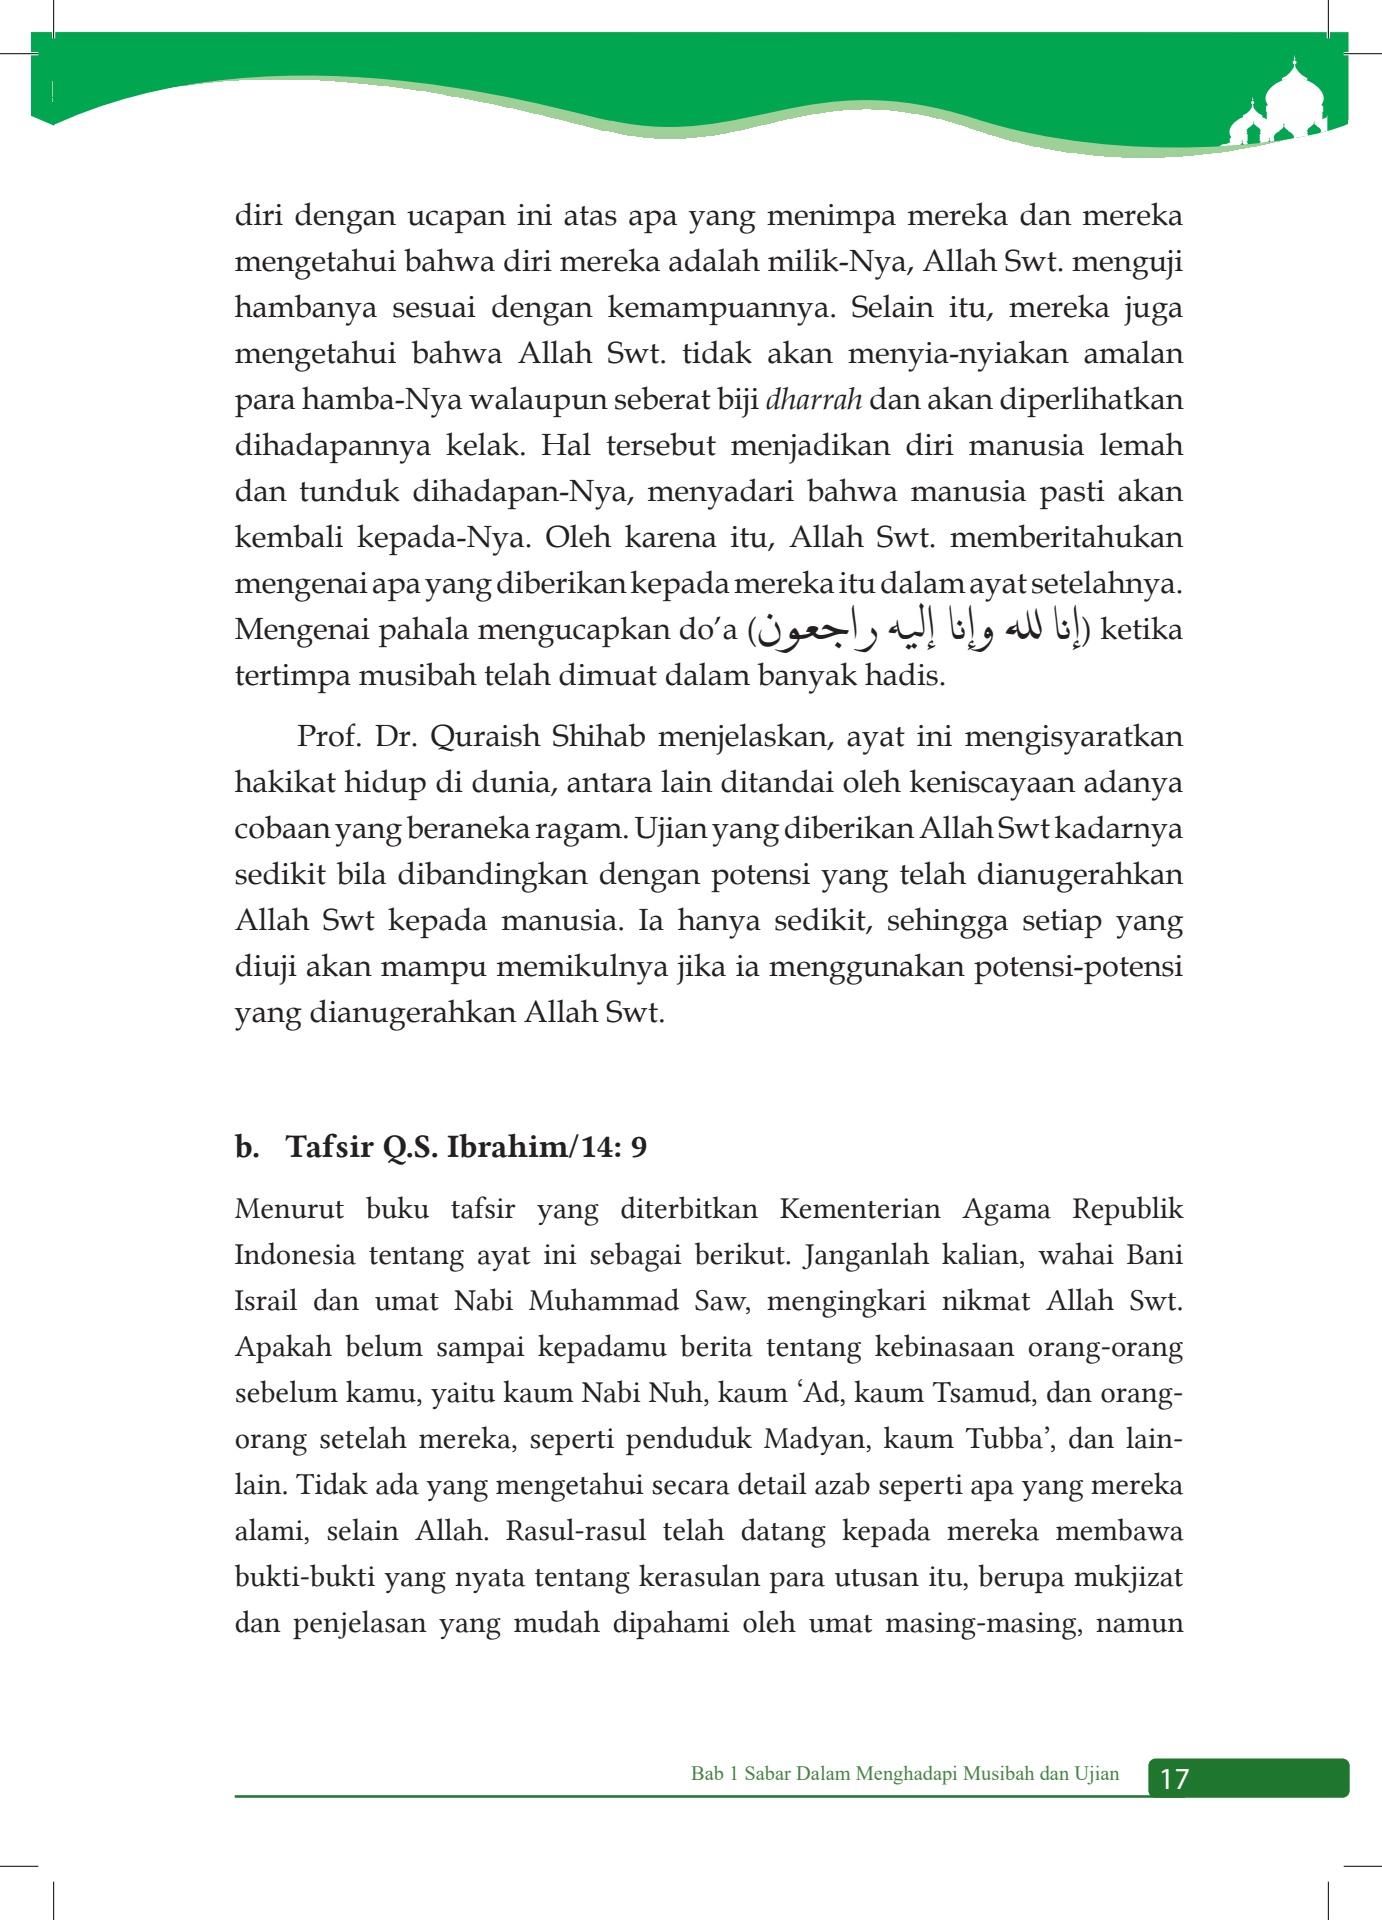 diri dengan ucapan ini atas apa yang menimpa mereka dan mereka
mengetahui bahwa diri mereka adalah milik-Nya, Allah Swt. menguji
hambanya sesuai dengan kemampuannya. Selain itu, mereka juga
mengetahui bahwa Allah Swt. tidak akan menyia-nyiakan amalan
para hamba-Nya walaupun seberat biji dharrah dan akan diperlihatkan
dihadapannya kelak. Hal tersebut menjadikan diri manusia lemah
dan tunduk dihadapan-Nya, menyadari bahwa manusia pasti akan
kembali kepada-Nya. Oleh karena itu, Allah Swt. memberitahukan
mengenai apa yang diberikan kepada mereka itu dalam ayat setelahnya.
Mengenai pahala mengucapkan do’a (إنا لله وإنا إليه راجعون) ketika
tertimpa musibah telah dimuat dalam banyak hadis.
Prof. Dr. Quraish Shihab menjelaskan, ayat ini mengisyaratkan
hakikat hidup di dunia, antara lain ditandai oleh keniscayaan adanya
cobaan yang beraneka ragam. Ujian yang diberikan Allah Swt kadarnya
sedikit bila dibandingkan dengan potensi yang telah dianugerahkan
Allah Swt kepada manusia. Ia hanya sedikit, sehingga setiap yang
diuji akan mampu memikulnya jika ia menggunakan potensi-potensi
yang dianugerahkan Allah Swt.
b. Tafsir Q.S. Ibrahim/14: 9
Menurut buku tafsir yang diterbitkan Kementerian Agama Republik
Indonesia tentang ayat ini sebagai berikut. Janganlah kalian, wahai Bani
Israil dan umat Nabi Muhammad Saw, mengingkari nikmat Allah Swt.
Apakah belum sampai kepadamu berita tentang kebinasaan orang-orang
sebelum kamu, yaitu kaum Nabi Nuh, kaum ‘Ad, kaum Tsamud, dan orang-
orang setelah mereka, seperti penduduk Madyan, kaum Tubba’, dan lain-
lain. Tidak ada yang mengetahui secara detail azab seperti apa yang mereka
alami, selain Allah. Rasul-rasul telah datang kepada mereka membawa
bukti-bukti yang nyata tentang kerasulan para utusan itu, berupa mukjizat
dan penjelasan yang mudah dipahami oleh umat masing-masing, namun
Bab 1 Sabar Dalam Menghadapi Musibah dan Ujian 17